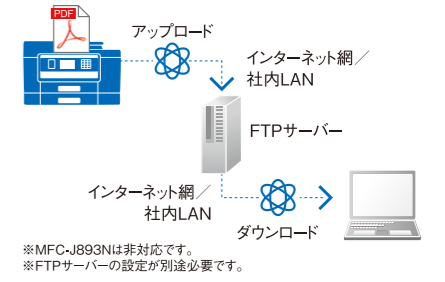 PDF
アップロード
インターネット網／
社内LAN
FTPサーバー
インターネット網／
社内LAN
ダウンロード
※MFC-J893Nは非対応です。
※FTPサーバーの設定が別途必要です。